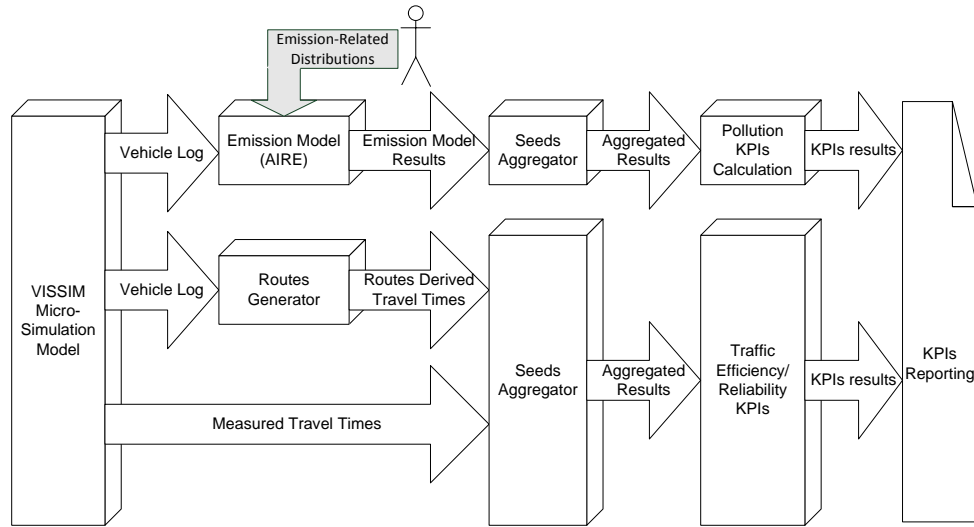 Emission-Related
Distributions
Vehicle Log
Emission Model
(AIRE)
Emission Model
Results
Seeds
Aggregator
Aggregated
Results
Pollution
KPIs
Calculation
KPIs results
VISSIM
Micro-
Simulation
Model
Vehicle Log
Routes
Generator
Routes Derived
Travel Times
Measured Travel Times
Seeds
Aggregator
Aggregated
Results
Traffic
Efficiency/
Reliability
KPIs
KPIs results
KPIs
Reporting